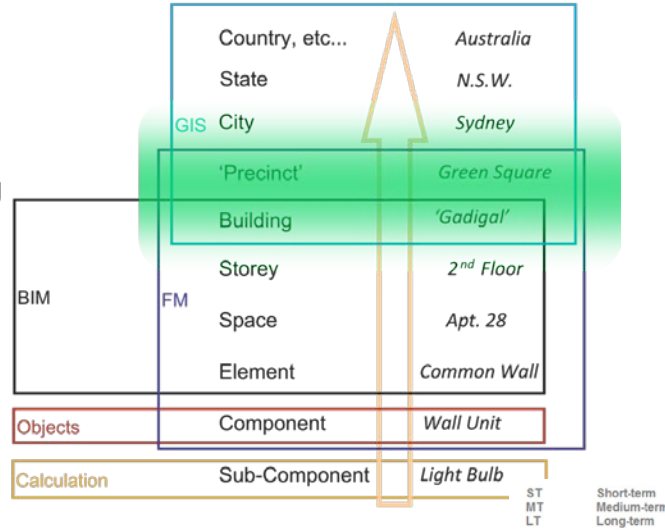 Country, etc... Australia
State N.S.W.
GIS City Sydney
'Precinct' Green Square
Building 'Gadigal'
Storey 2nd Floor
BIM FM
Space Apt. 28
Element Common Wall
Objects Component Wall Unit
Calculation Sub-Component Light Bulb
ST Short-term
MT Medium-term
LT Long-term